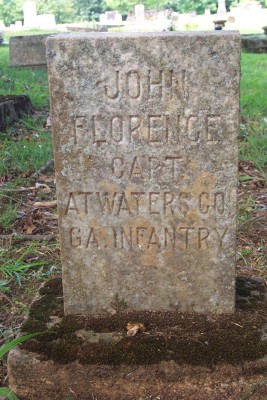 JOHN
FLORENCE
CAPT.
ATWATERS CO.
GA. INFANTRY